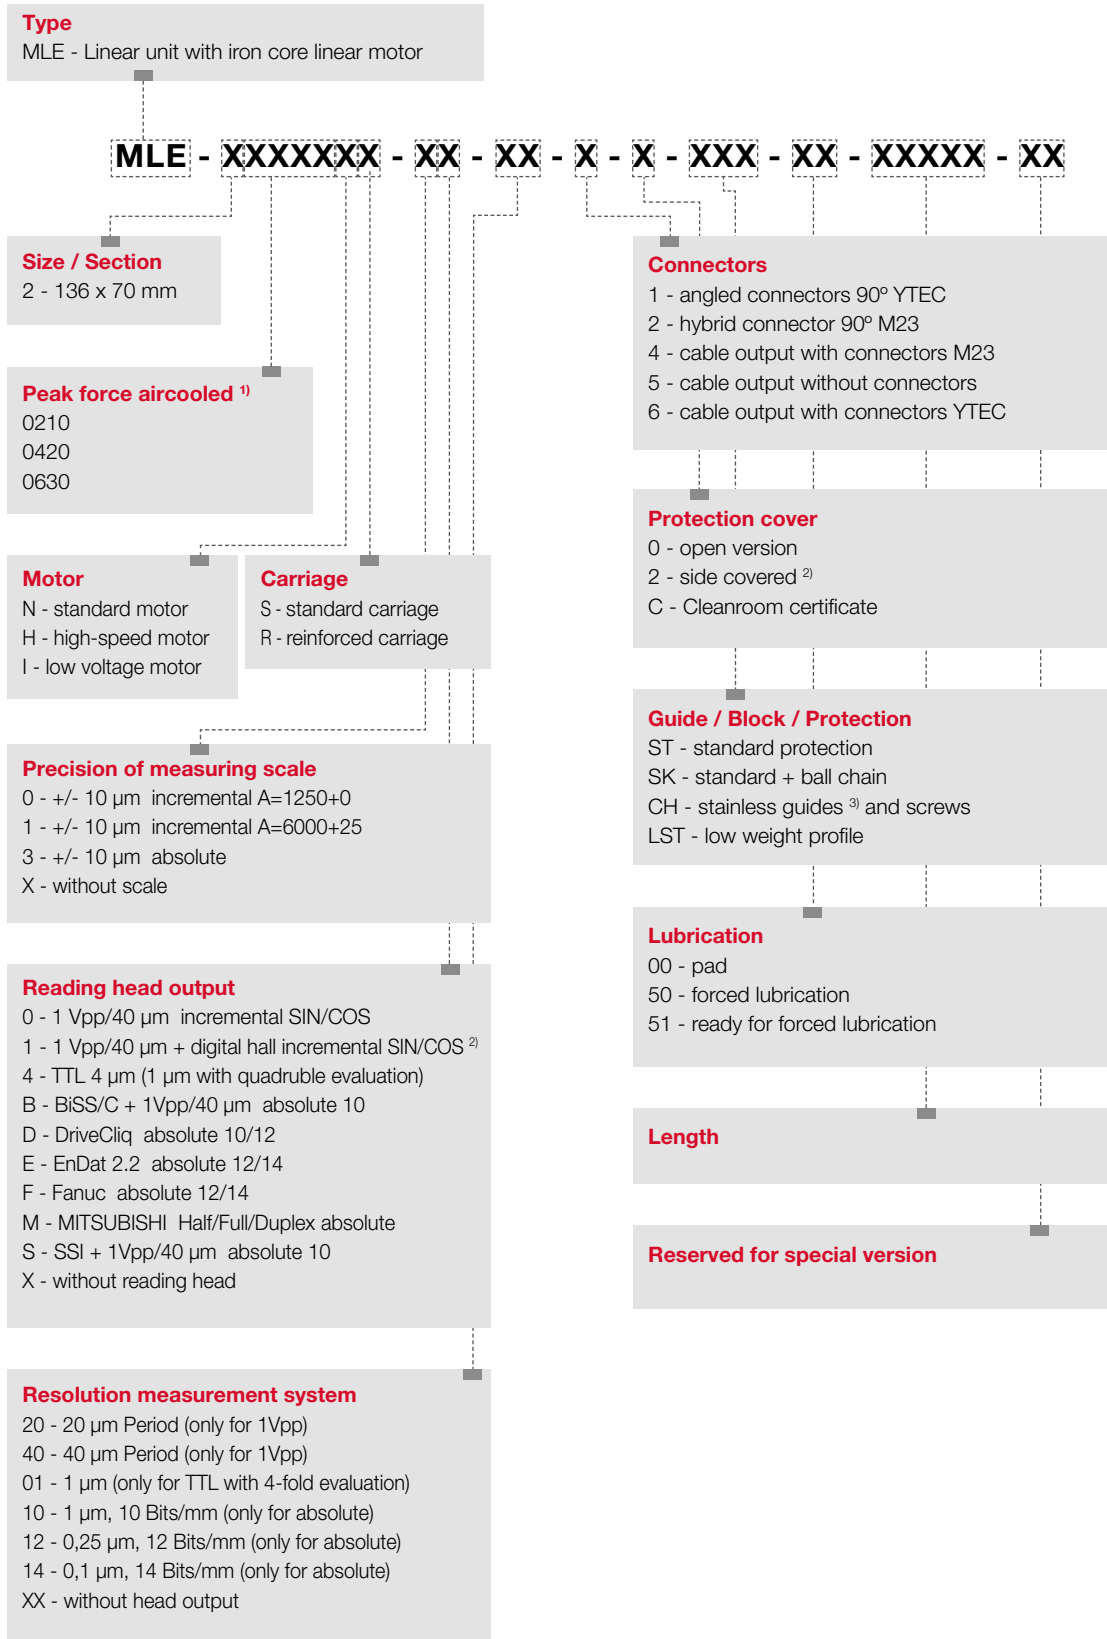 Type
MLE - Linear unit with iron core linear motor
MLE - XXXXXXX - XX - XX - X - X - XXX - XX - XXXXX - XX
Size / Section
2 - 136 x 70 mm
Peak force aircooled 1)
0210
0420
0630
Motor
N - standard motor
H - high-speed motor
I - low voltage motor
Carriage
S - standard carriage
R - reinforced carriage
Precision of measuring scale
0 - +/- 10 µm incremental A=1250+0
1 - +/- 10 µm incremental A=6000+25
3 - +/- 10 µm absolute
X - without scale
Reading head output
0 - 1 Vpp/40 µm incremental SIN/COS
1 - 1 Vpp/40 µm + digital hall incremental SIN/COS 2)
4 - TTL 4 µm (1 µm with quadruble evaluation)
B - BiSS/C + 1Vpp/40 µm absolute 10
D - DriveCliq absolute 10/12
E - EnDat 2.2 absolute 12/14
F - Fanuc absolute 12/14
M - MITSUBISHI Half/Full/Duplex absolute
S - SSI + 1Vpp/40 µm absolute 10
X - without reading head
Resolution measurement system
20 - 20 µm Period (only for 1Vpp)
40 - 40 µm Period (only for 1Vpp)
01 - 1 µm (only for TTL with 4-fold evaluation)
10 - 1 µm, 10 Bits/mm (only for absolute)
12 - 0,25 µm, 12 Bits/mm (only for absolute)
14 - 0,1 µm, 14 Bits/mm (only for absolute)
XX - without head output
Connectors
1 - angled connectors 90º YTEC
2 - hybrid connector 90º M23
4 - cable output with connectors M23
5 - cable output without connectors
6 - cable output with connectors YTEC
Protection cover
0 - open version
2 - side covered 2)
C - Cleanroom certificate
Guide / Block / Protection
ST - standard protection
SK - standard + ball chain
CH - stainless guides 3) and screws
LST - low weight profile
Lubrication
00 - pad
50 - forced lubrication
51 - ready for forced lubrication
Length
Reserved for special version